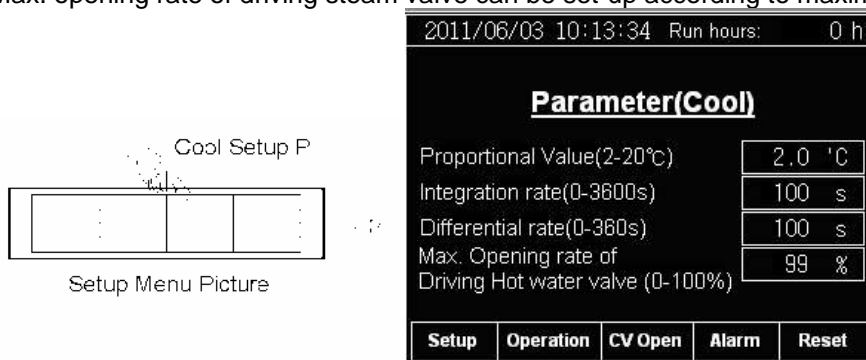 Max. opening rate of driving steam valve can be set up according to maxim
2011/06/03 10:13:34 Run hours: 0 h
Parameter(Cool)
Cool Setup P
Proportional Value(2-20℃) 2.0 'C
Integration rate(0-3600s) 100 s
Differential rate(0-360s) 100 s
Max. Opening rate of
Driving Hot water valve (0-100%) 99 %
Setup Menu Picture
Setup Operation CV Open Alarm Reset